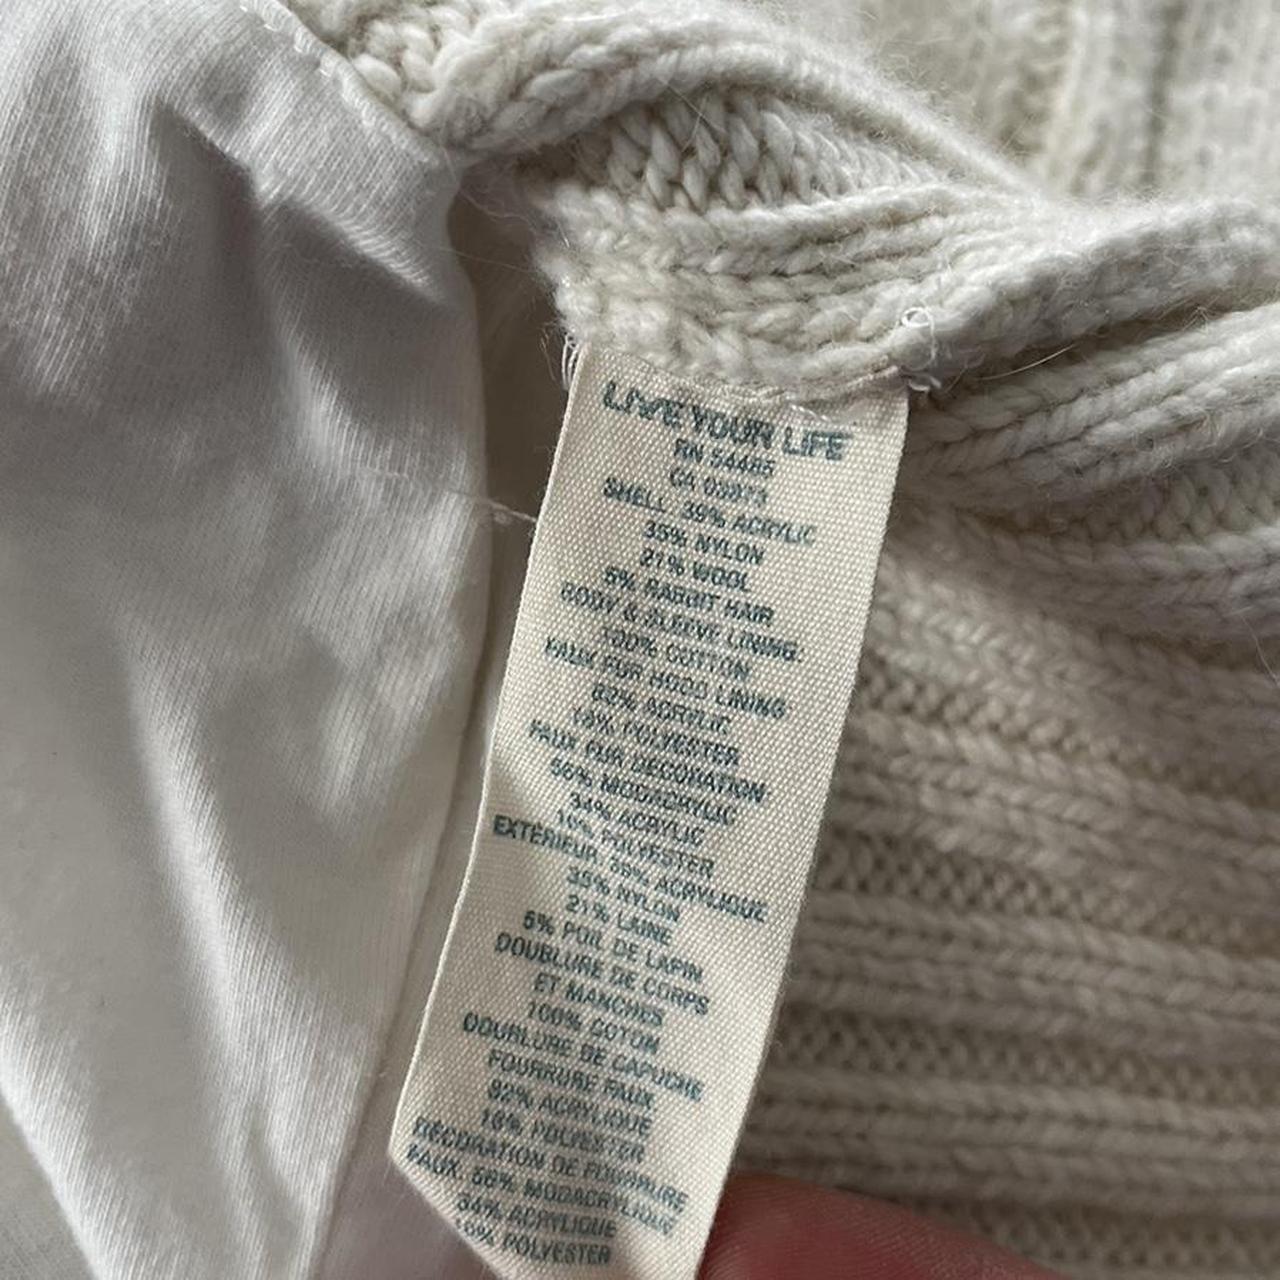 LIVE YOUR LIFE
RN 54485
CA 03973
SHELL: 39% ACRYLIC
35% NYLON
21% WOOL
5% RABBIT HAIR
BODY & SLEEVE LINING:
100% COTTON
FAUX FUR HOOD LINING
82% ACRYLIC
18% POLYESTER
FAUX FUR DECORATION
56% MODACRYLIC
34% ACRYLIC
10% POLYESTER
EXTERIEUR: 39% ACRYLIQUE
35% NYLON
21% LAINE
5% POIL DE LAPIN
DOUBLURE DE CORPS
ET MANCHES
100% COTON
DOUBLURE DE CAPUCHE
FOURRURE FAUX
82% ACRYLIQUE
18% POLYESTER
DECORATION DE FOURRURE
FAUX: 56% MODACRYLIQUE
34% ACRYLIQUE
10% POLYESTER